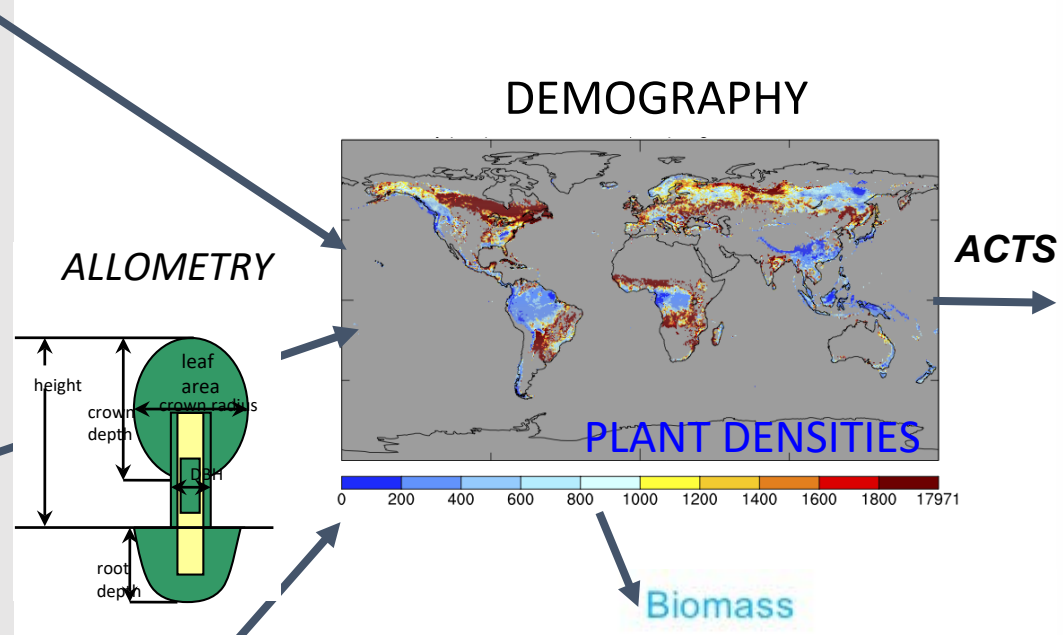 DEMOGRAPHY
ALLOMETRY
ACTS
leaf
area
height
crown radius
crown
depth
DBH
root
depth
PLANT DENSITIES
0 200 400 600 800 1000 1200 1400 1600 1800 17971
Biomass